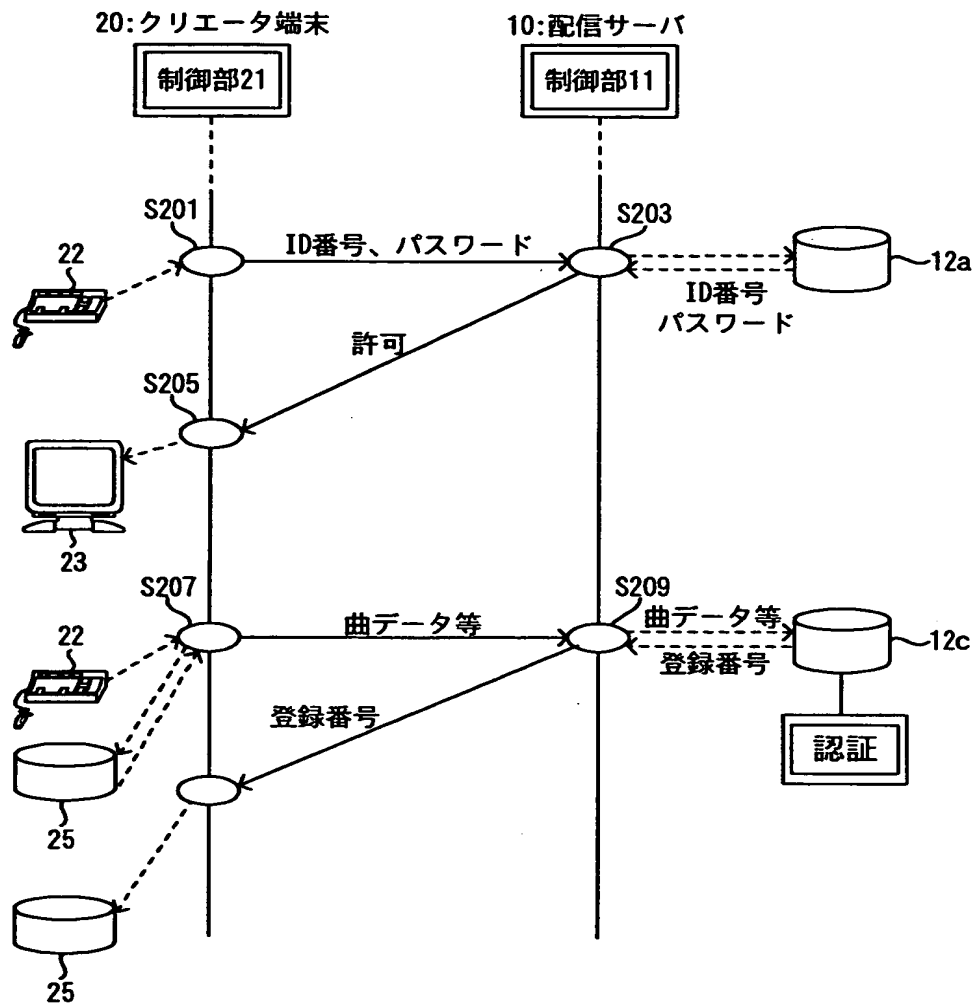 20:クリエータ端末
10:配信サーバ
制御部21
制御部11
S201
S203
22
ID番号、パスワード
12a
ID番号
パスワード
許可
S205
23
S207
S209
22
曲データ等
曲データ等
12c
登録番号
登録番号
認証
25
25